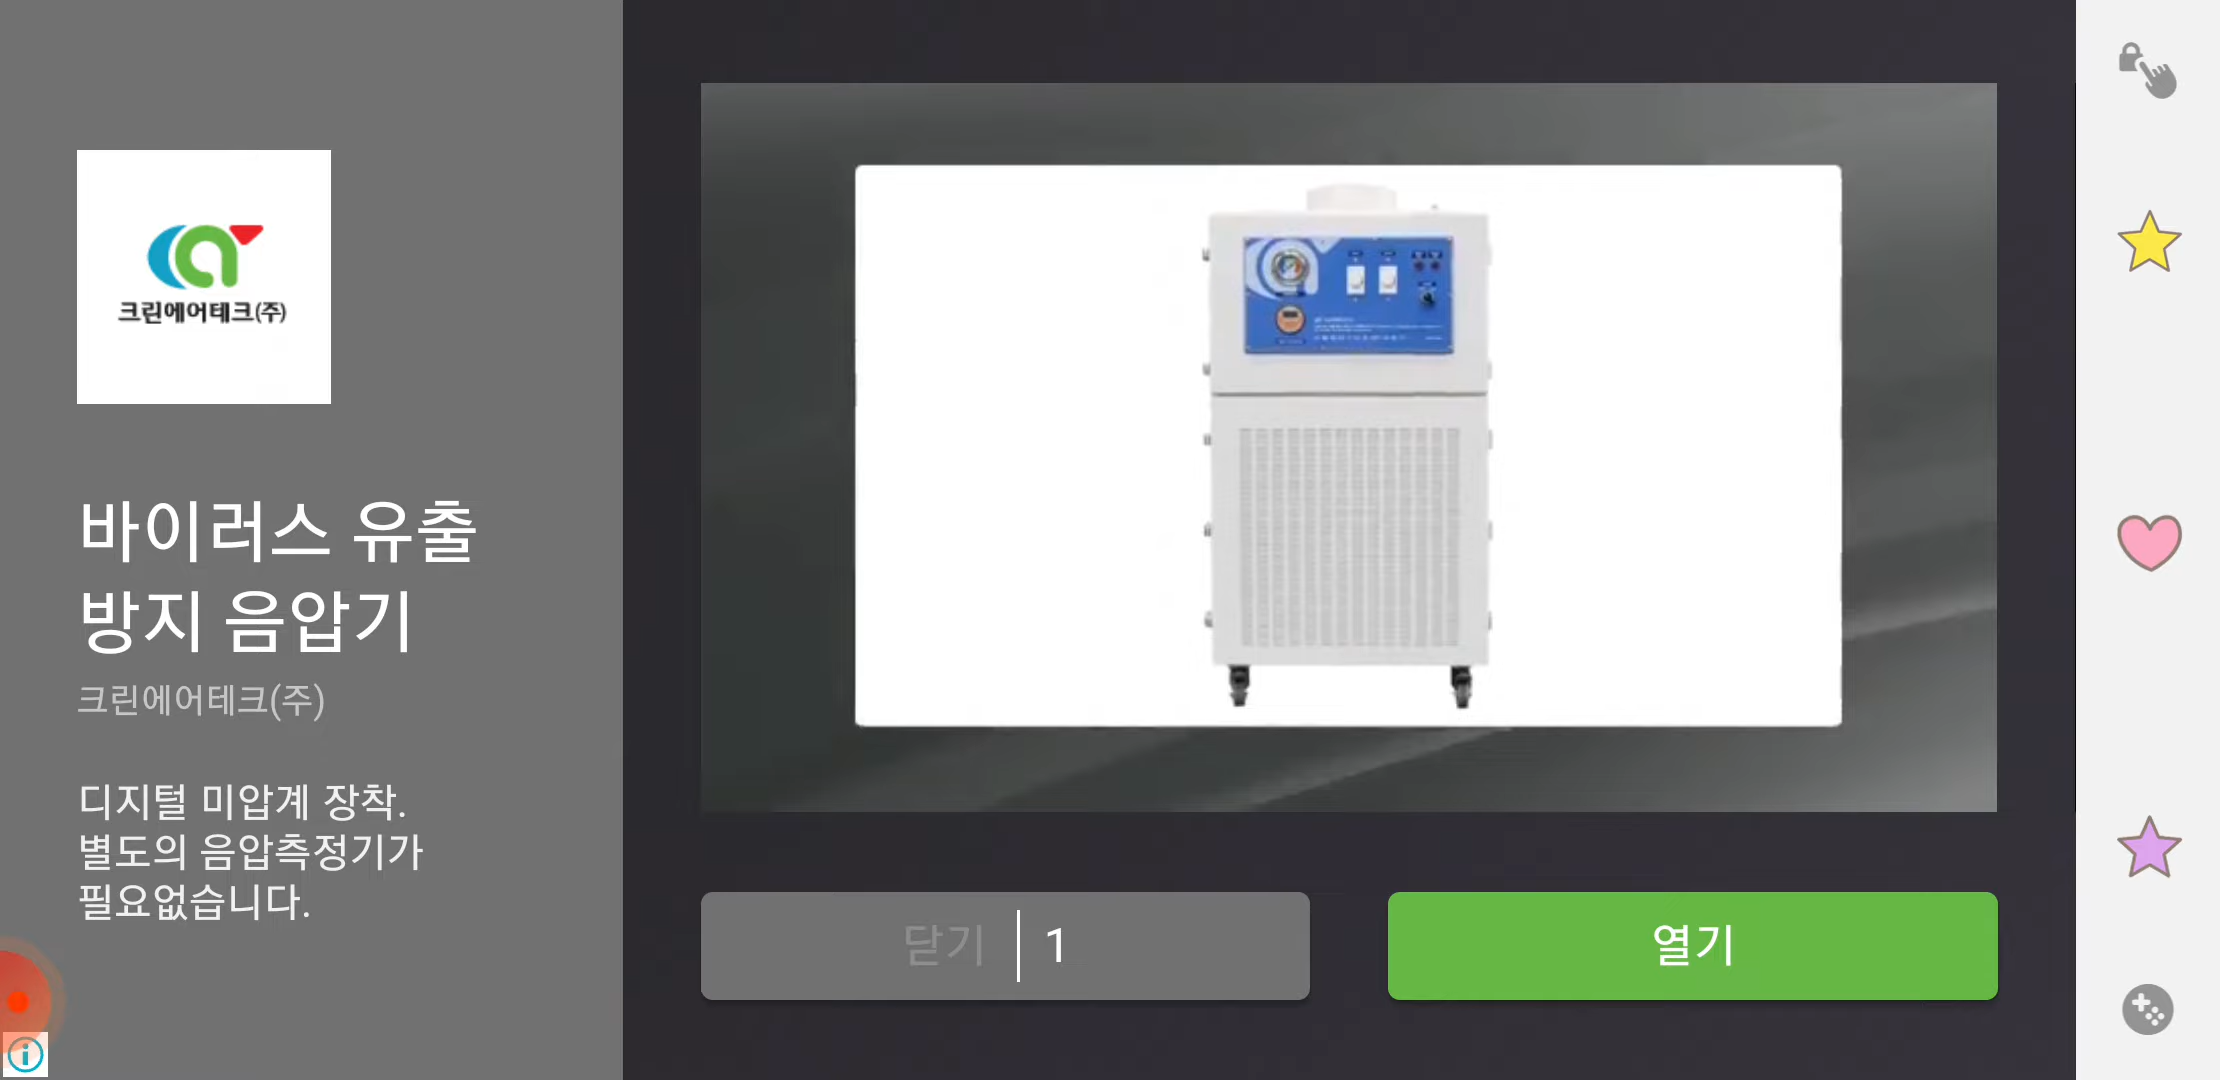 크린에어테크(주)
바이러스 유출
방지 음압기
크린에어테크(주)
디지털 미압계 장착.
별도의 음압측정기가
필요없습니다.
닫기 1
열기